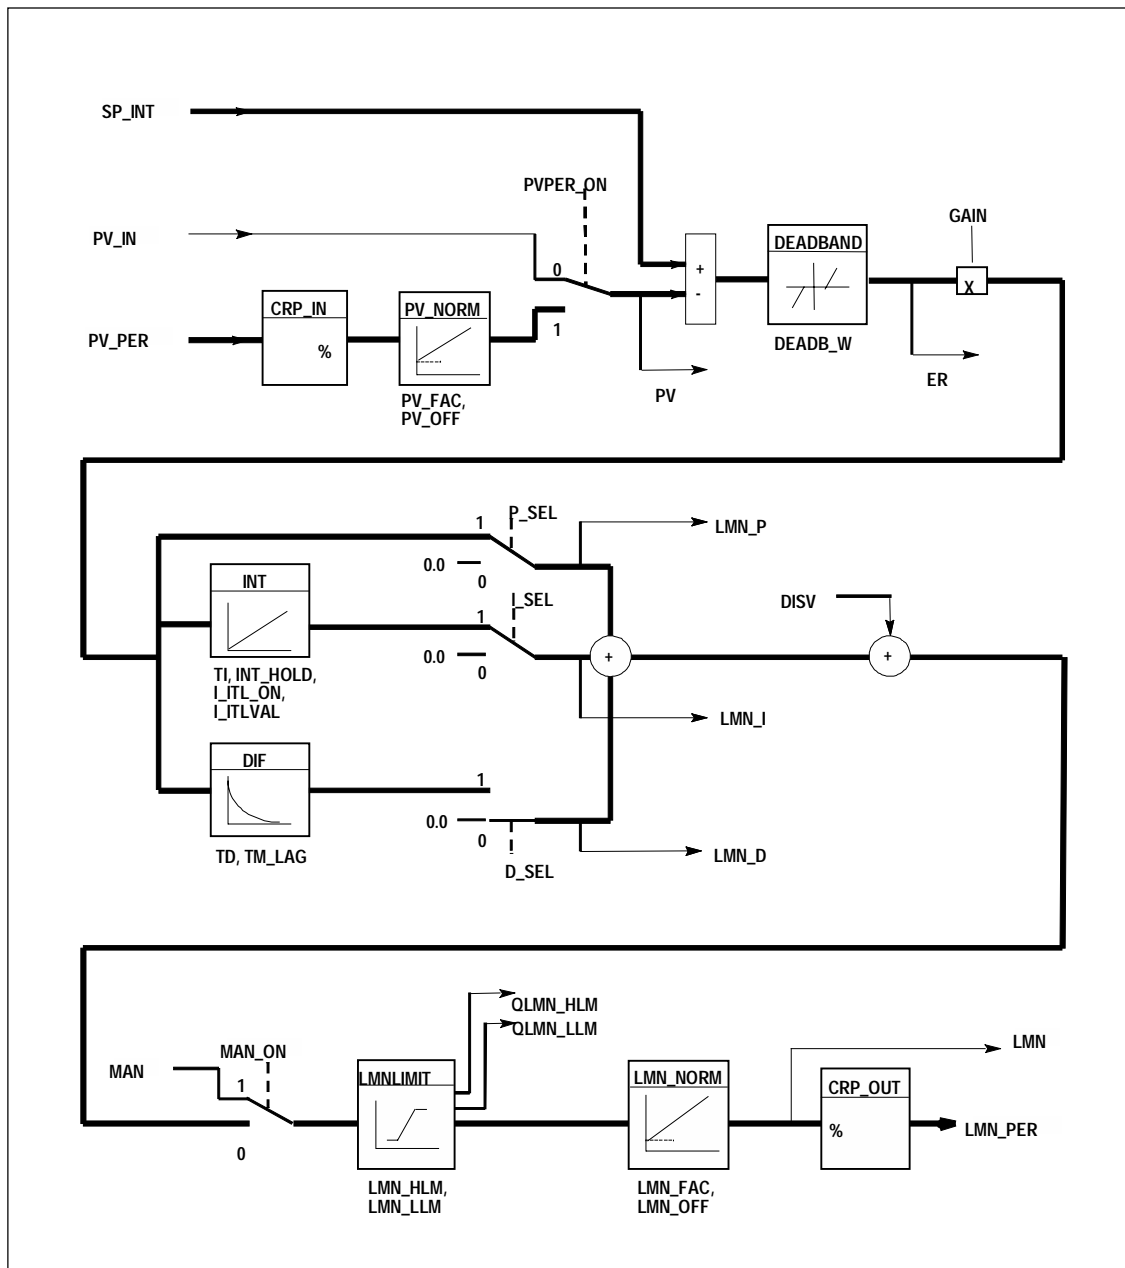 SP_INT
PVPER_ON
GAIN
PV_IN
DEADBAND
0
+
-
X
CRP_IN
%
PV_NORM
1
PV_PER
DEADB_W
ER
PV
PV_FAC,
PV_OFF
P_SEL
1
LMN_P
0.0
0
INT
I_SEL
1
DISV
0.0
0
+
+
TI, INT_HOLD,
I_ITL_ON,
I_ITLVAL
LMN_I
DIF
1
0.0
0
TD, TM_LAG
D_SEL
LMN_D
QLMN_HLM
QLMN_LLM
MAN_ON
LMN
MAN
1
LMNLIMIT
LMN_NORM
CRP_OUT
%
LMN_PER
0
LMN_HLM,
LMN_LLM
LMN_FAC,
LMN_OFF